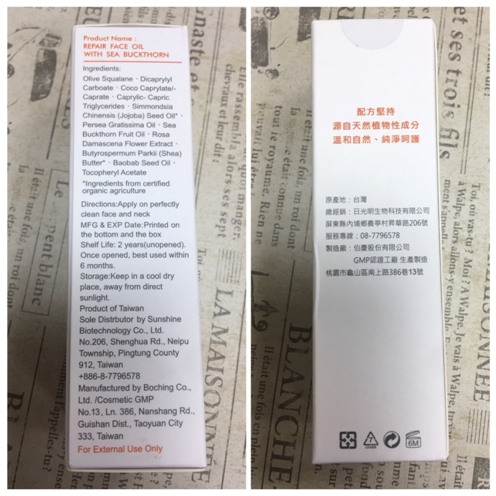 Product Name :
REPAIR FACE OIL
WITH SEA BUCKTHORN
Ingredients:
Olive Squalane、Dicaprylyl
Carboate、Coco Caprylate/-
Caprate、Caprylic- Capric
Triglycerides、Simmondsia
Chinensis (Jojoba) Seed Oil*、
Persea Gratissima Oil、Sea
Buckthorn Fruit Oil、Rosa
Damascena Flower Extract、
Butyrospermum Parkii (Shea)
Butter*、Baobab Seed Oil、
Tocopheryl Acetate
*Ingredients from certified
organic agriculture
Directions:Apply on perfectly
clean face and neck
MFG & EXP Date:Printed on
the bottom and the box
Shelf Life: 2 years(unopened).
Once opened, best used within
6 months.
Storage:Keep in a cool dry
place, away from direct
sunlight.
Product of Taiwan
Sole Distrbutor by Sunshine
Biotechnology Co., Ltd.
No.206, Shenghua Rd., Neipu
Township, Pingtung County
912, Taiwan
+886-8-7796578
Manufactured by Boching Co.,
Ltd. /Cosmetic GMP
No.13, Ln. 386, Nanshang Rd.,
Guishan Dist., Taoyuan City
333, Taiwan
For External Use Only
配方堅持
源自天然植物性成分
溫和自然、純淨呵護
原產地：台灣
總經銷：日光明生物科技有限公司
屏東縣內埔鄉義亭村昇華路206號
服務專線：08-7796578
製造廠：伯慶股份有限公司
GMP認證工廠 生產製造
桃園市龜山區南上路386巷13號
6M
LA MAISONNÉE
BLANCHE